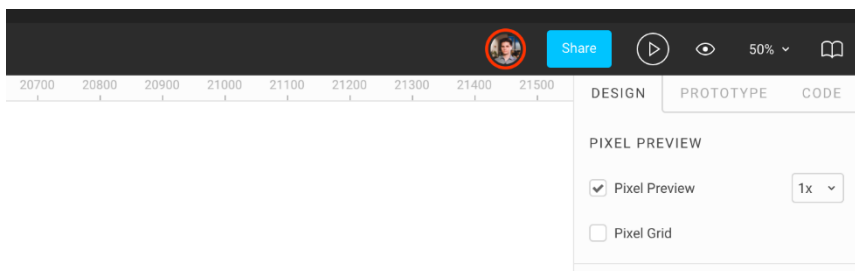 Share
50%
20700 20800 20900 21000 21100 21200 21300 21400 21500
DESIGN PROTOTYPE CODE
PIXEL PREVIEW
Pixel Preview 1x
Pixel Grid